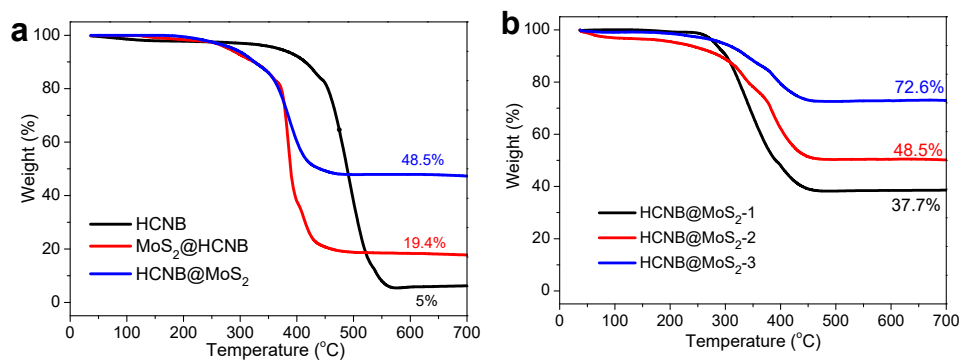 a
100
80
60
40
20
0
Weight (%)
48.5%
19.4%
5%
HCNB
MoS2@HCNB
HCNB@MoS2
0 100 200 300 400 500 600 700
Temperature (°C)
b
100
80
60
40
20
0
Weight (%)
72.6%
48.5%
37.7%
HCNB@MoS2-1
HCNB@MoS2-2
HCNB@MoS2-3
0 100 200 300 400 500 600 700
Temperature (°C)